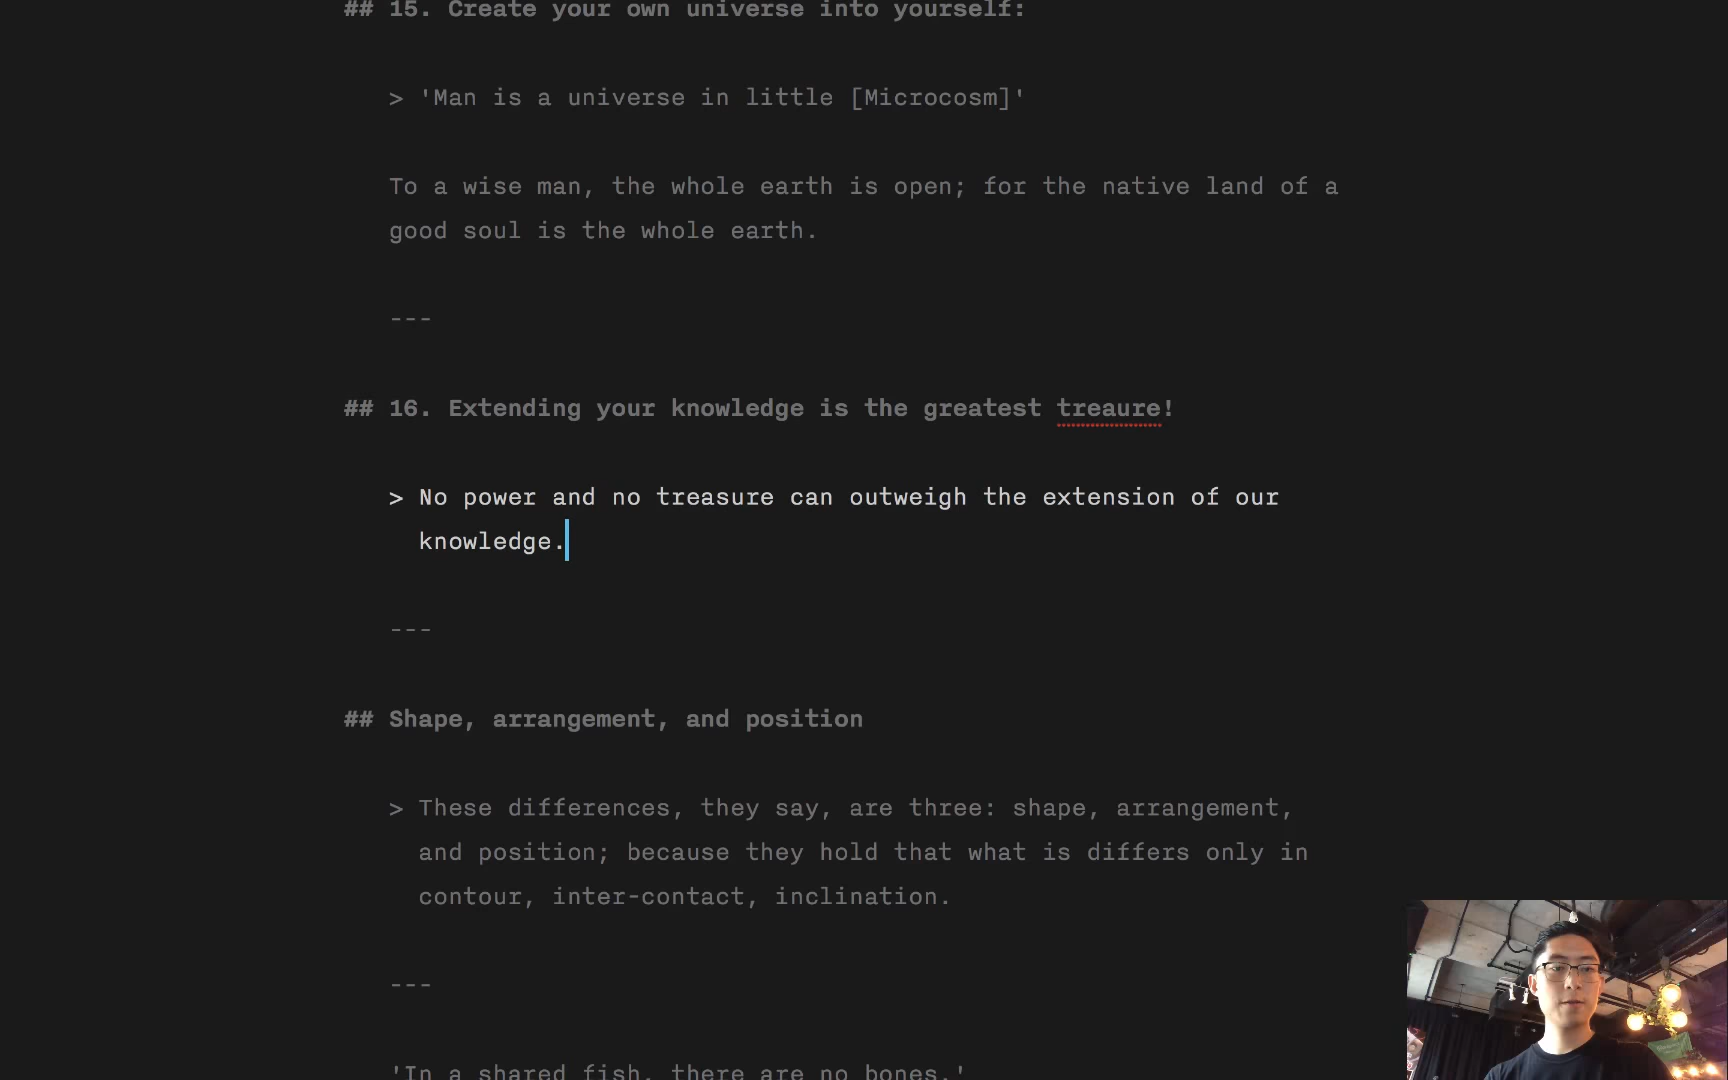 ## 15. Create your own universe into yourself:
> 'Man is a universe in little [Microcosm]'
To a wise man, the whole earth is open; for the native land of a
good soul is the whole earth.
---
## 16. Extending your knowledge is the greatest treaure!
> No power and no treasure can outweigh the extension of our
knowledge.
---
## Shape, arrangement, and position
> These differences, they say, are three: shape, arrangement,
and position; because they hold that what is differs only in
contour, inter-contact, inclination.
---
'In a shared fish, there are no bones.'